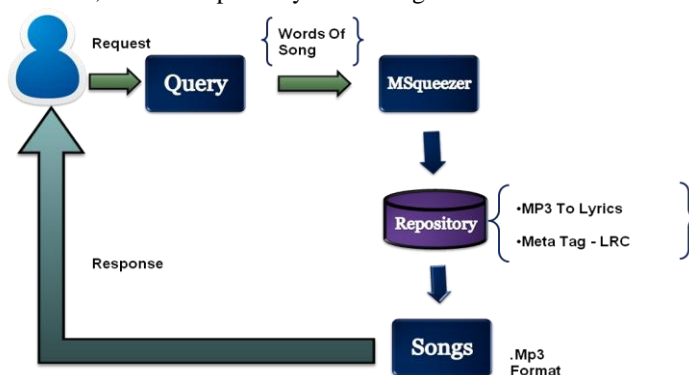 Request
{ Words Of
Song }
Query
MSqueezer
Repository
•MP3 To Lyrics
•Meta Tag - LRC
Response
Songs
.Mp3
Format